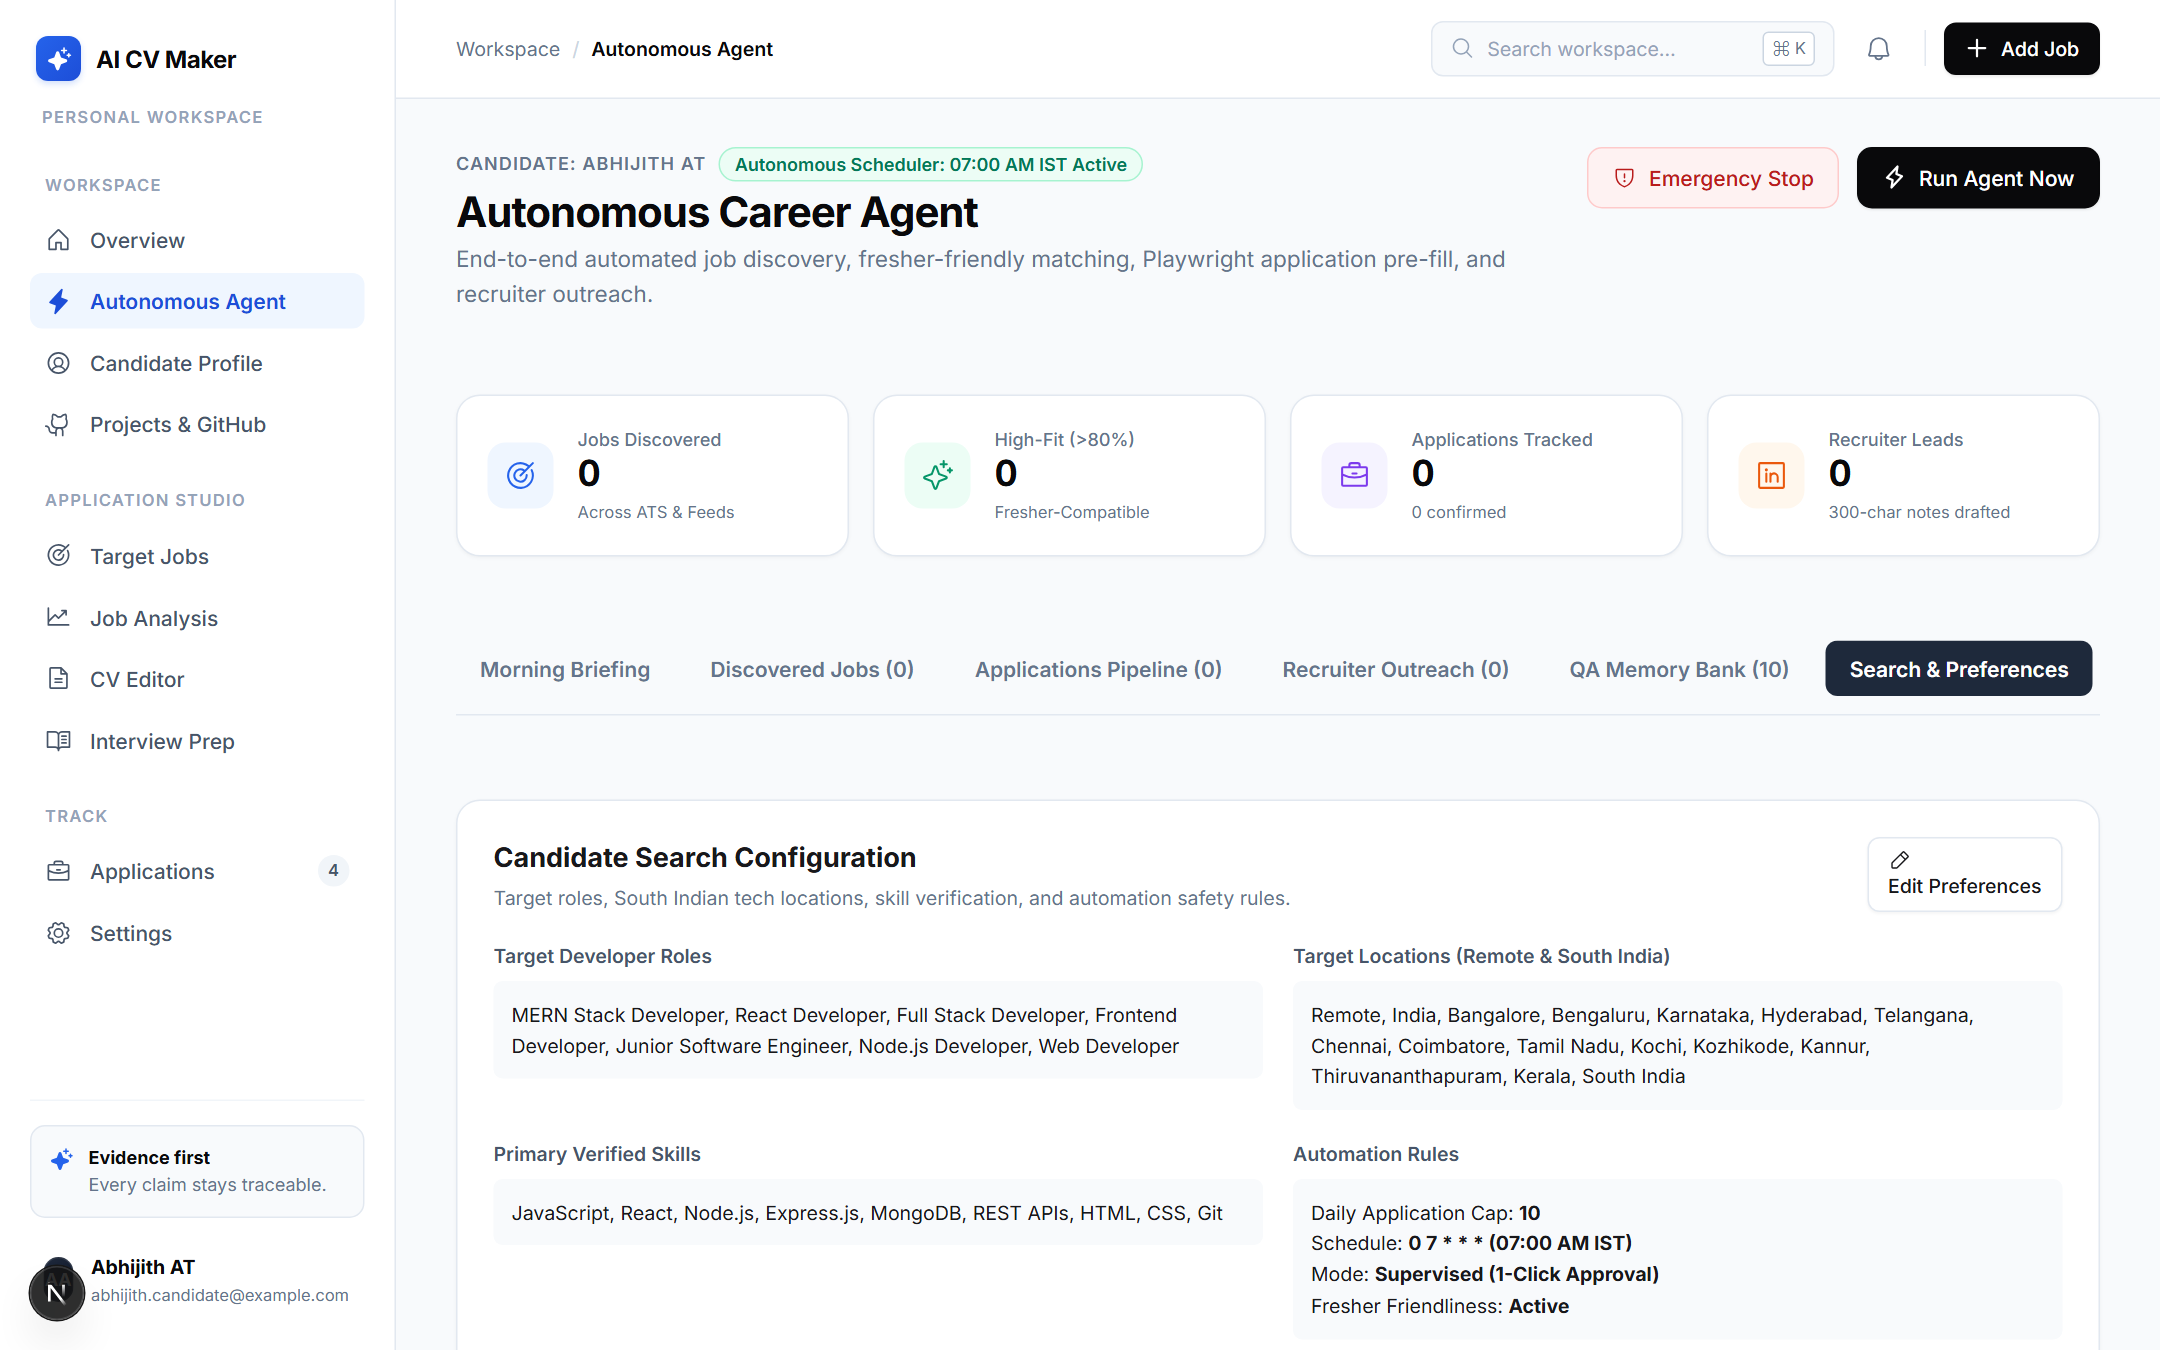 AI CV Maker
PERSONAL WORKSPACE
WORKSPACE
Overview
Autonomous Agent
Candidate Profile
Projects & GitHub
APPLICATION STUDIO
Target Jobs
Job Analysis
CV Editor
Interview Prep
TRACK
Applications 4
Settings
Evidence first
Every claim stays traceable.
N
Abhijith AT
abhijith.candidate@example.com
Workspace / Autonomous Agent
Search workspace... ⌘ K
Add Job
CANDIDATE: ABHIJITH AT Autonomous Scheduler: 07:00 AM IST Active
Autonomous Career Agent
End-to-end automated job discovery, fresher-friendly matching, Playwright application pre-fill, and
recruiter outreach.
Emergency Stop
Run Agent Now
Jobs Discovered
0
Across ATS & Feeds
High-Fit (>80%)
0
Fresher-Compatible
Applications Tracked
0
0 confirmed
in
Recruiter Leads
0
300-char notes drafted
Morning Briefing Discovered Jobs (0) Applications Pipeline (0) Recruiter Outreach (0) QA Memory Bank (10) Search & Preferences
Candidate Search Configuration
Target roles, South Indian tech locations, skill verification, and automation safety rules.
Edit Preferences
Target Developer Roles
MERN Stack Developer, React Developer, Full Stack Developer, Frontend
Developer, Junior Software Engineer, Node.js Developer, Web Developer
Target Locations (Remote & South India)
Remote, India, Bangalore, Bengaluru, Karnataka, Hyderabad, Telangana,
Chennai, Coimbatore, Tamil Nadu, Kochi, Kozhikode, Kannur,
Thiruvananthapuram, Kerala, South India
Primary Verified Skills
JavaScript, React, Node.js, Express.js, MongoDB, REST APIs, HTML, CSS, Git
Automation Rules
Daily Application Cap: 10
Schedule: 0 7 * * * (07:00 AM IST)
Mode: Supervised (1-Click Approval)
Fresher Friendliness: Active